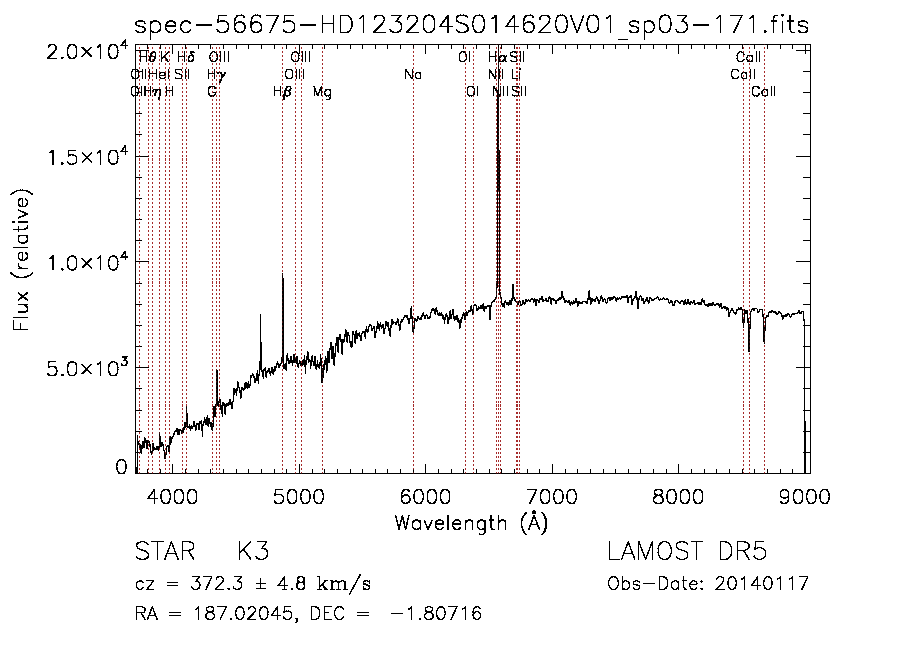 spec-56675-HD123204S014620V01_sp03-171.fits
2.0×10⁴
1.5×10⁴
1.0×10⁴
5.0×10³
0
Flux (relative)
Hθ K Hδ OIII OIII OI Hα SII CaII
OII HeI SII Hγ OIII Na NII Li CaII
OII Hη H G Hβ Mg OI NII SII CaII
4000 5000 6000 7000 8000 9000
Wavelength (Å)
STAR K3 LAMOST DR5
cz = 372.3 ± 4.8 km/s Obs-Date: 20140117
RA = 187.02045, DEC = -1.80716